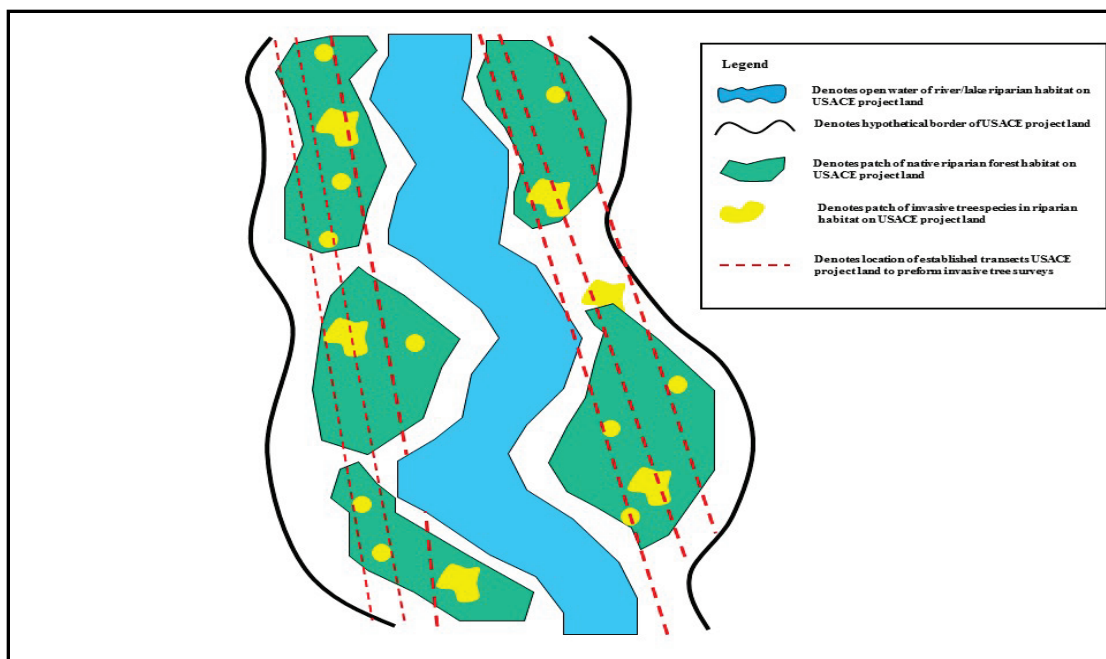 Legend
Denotes open water of river/lake riparian habitat on
USACE project land
Denotes hypothetical border of USACE project land
Denotes patch of native riparian forest habitat on
USACE project land
Denotes patch of invasive tree species in riparian
habitat on USACE project land
Denotes location of established transects USACE
project land to preform invasive tree surveys